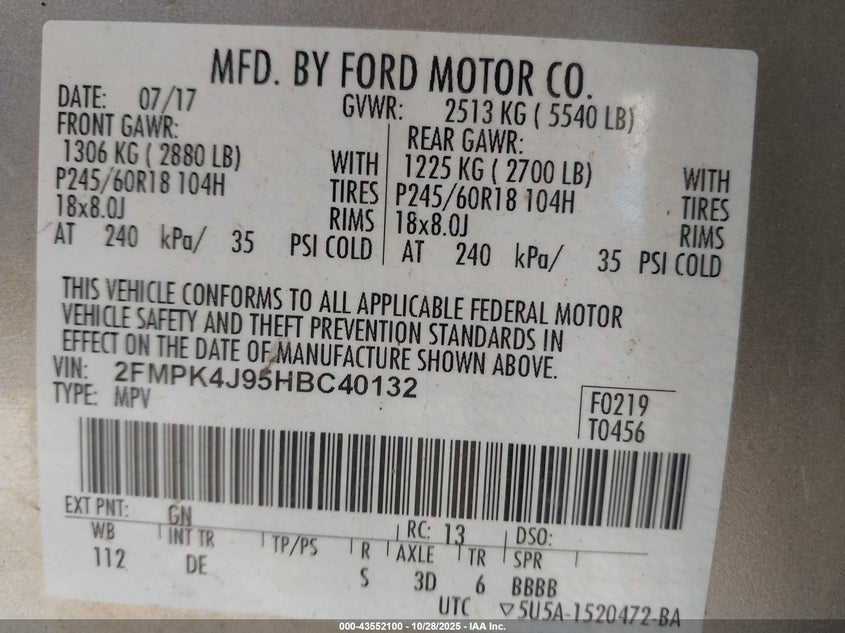 MFD. BY FORD MOTOR CO.
DATE: 07/17 GVWR: 2513 KG ( 5540 LB)
FRONT GAWR: REAR GAWR:
1306 KG ( 2880 LB) WITH 1225 KG ( 2700 LB) WITH
P245/60R18 104H TIRES P245/60R18 104H TIRES
18x8.0J RIMS 18x8.0J RIMS
AT 240 kPa/ 35 PSI COLD AT 240 kPa/ 35 PSI COLD
THIS VEHICLE CONFORMS TO ALL APPLICABLE FEDERAL MOTOR
VEHICLE SAFETY AND THEFT PREVENTION STANDARDS IN
EFFECT ON THE DATE OF MANUFACTURE SHOWN ABOVE.
VIN: 2FMPK4J95HBC40132
TYPE: MPV
F0219
T0456
EXT PNT: GN RC: 13 DSO:
WB INT TR TP/PS R AXLE TR SPR
112 DE S 3D 6 BBBB
UTC ▽5U5A-1520472-BA
000-43552100 - 10/28/2025 - IAA Inc.